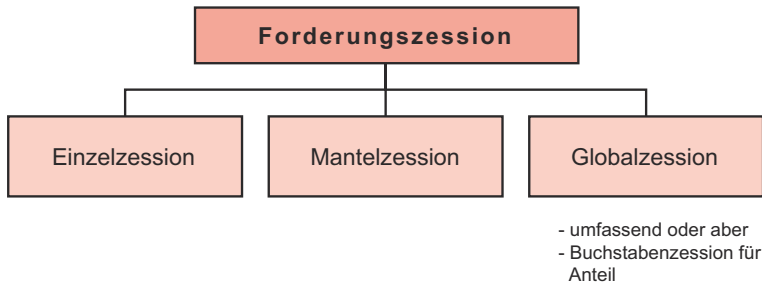 Forderungszession
Einzelzession
Mantelzession
Globalzession
- umfassend oder aber
- Buchstabenzession für
Anteil